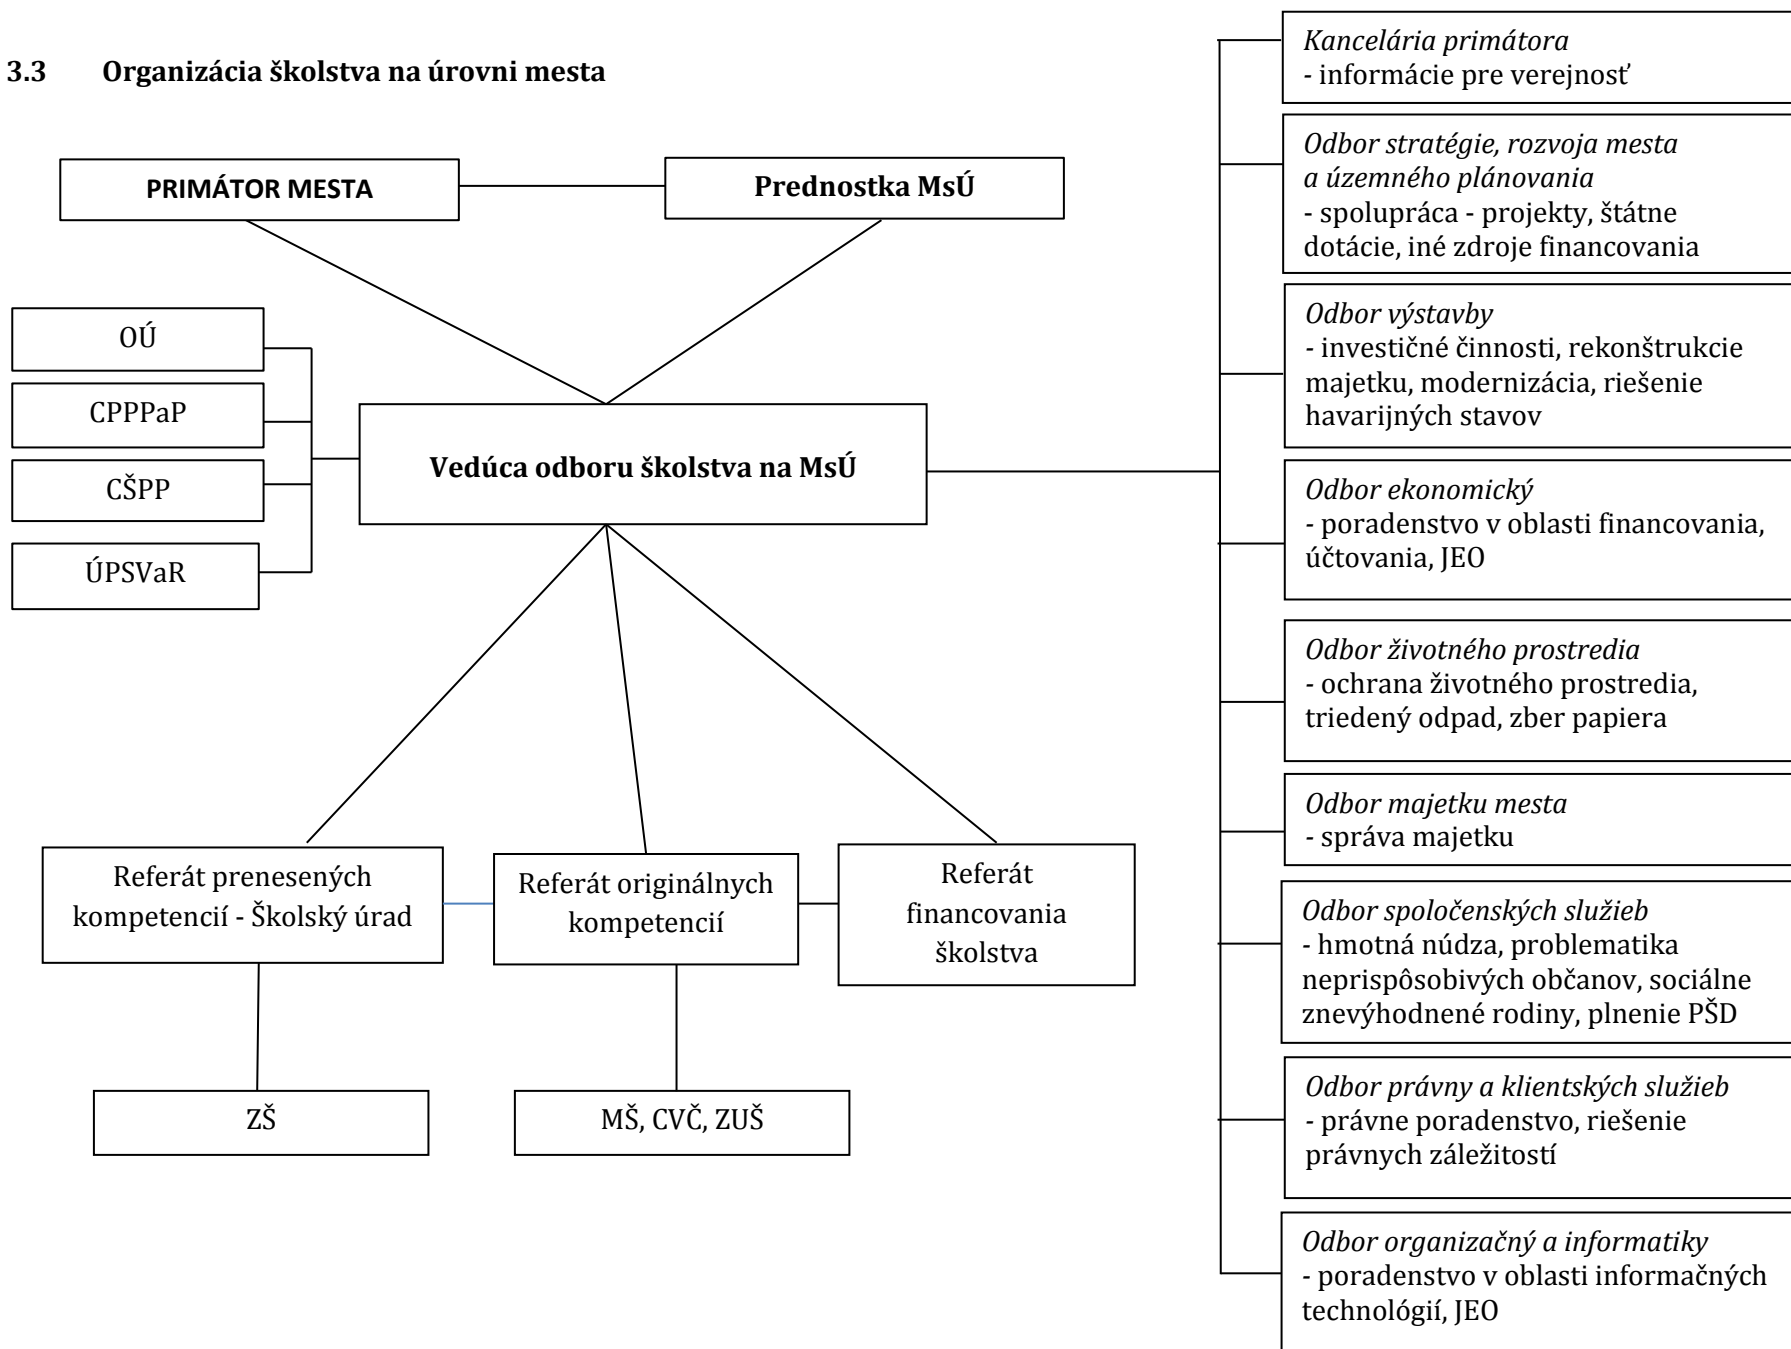 3.3 Organizácia školstva na úrovni mesta
PRIMÁTOR MESTA
Prednostka MsÚ
OÚ
CPPPaP
CŠPP
ÚPSVaR
Vedúca odboru školstva na MsÚ
Referát prenesených
kompetencií - Školský úrad
Referát originálnych
kompetencií
Referát
financovania
školstva
ZŠ
MŠ, CVČ, ZUŠ
Kancelária primátora
- informácie pre verejnosť
Odbor stratégie, rozvoja mesta
a územného plánovania
- spolupráca - projekty, štátne
dotácie, iné zdroje financovania
Odbor výstavby
- investičné činnosti, rekonštrukcie
majetku, modernizácia, riešenie
havarijných stavov
Odbor ekonomický
- poradenstvo v oblasti financovania,
účtovania, JEO
Odbor životného prostredia
- ochrana životného prostredia,
triedený odpad, zber papiera
Odbor majetku mesta
- správa majetku
Odbor spoločenských služieb
- hmotná núdza, problematika
neprispôsobivých občanov, sociálne
znevýhodnené rodiny, plnenie PŠD
Odbor právny a klientských služieb
- právne poradenstvo, riešenie
právnych záležitostí
Odbor organizačný a informatiky
- poradenstvo v oblasti informačných
technológií, JEO